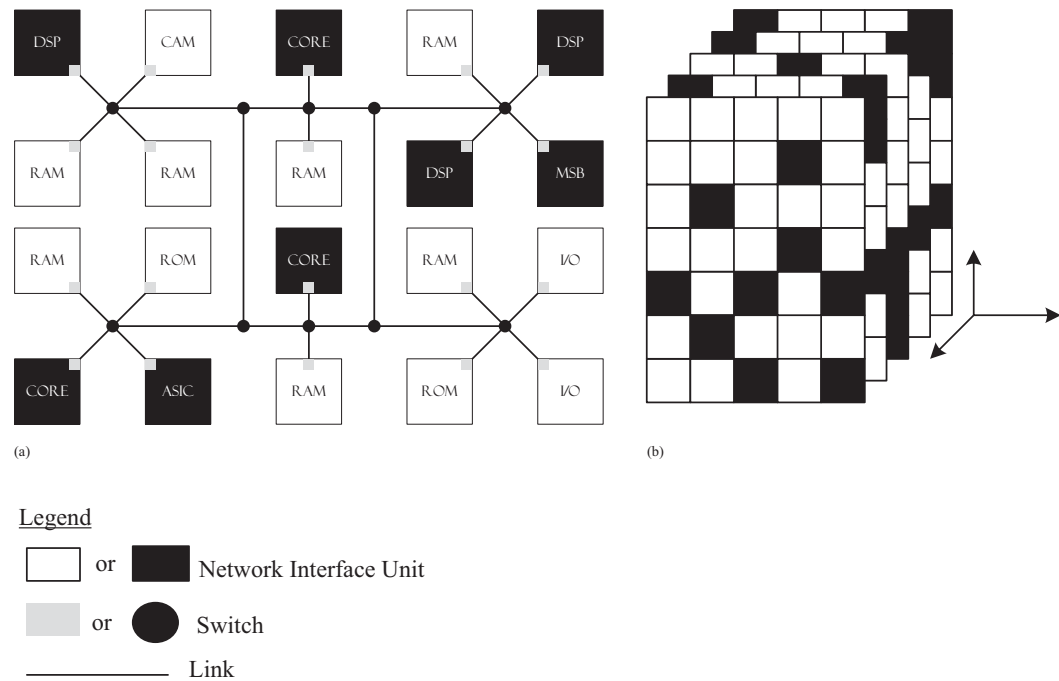 DSP CAM CORE RAM DSP
RAM RAM RAM DSP MSB
RAM ROM CORE RAM I/O
CORE ASIC RAM ROM I/O
(a) (b)
Legend
or Network Interface Unit
or Switch
Link